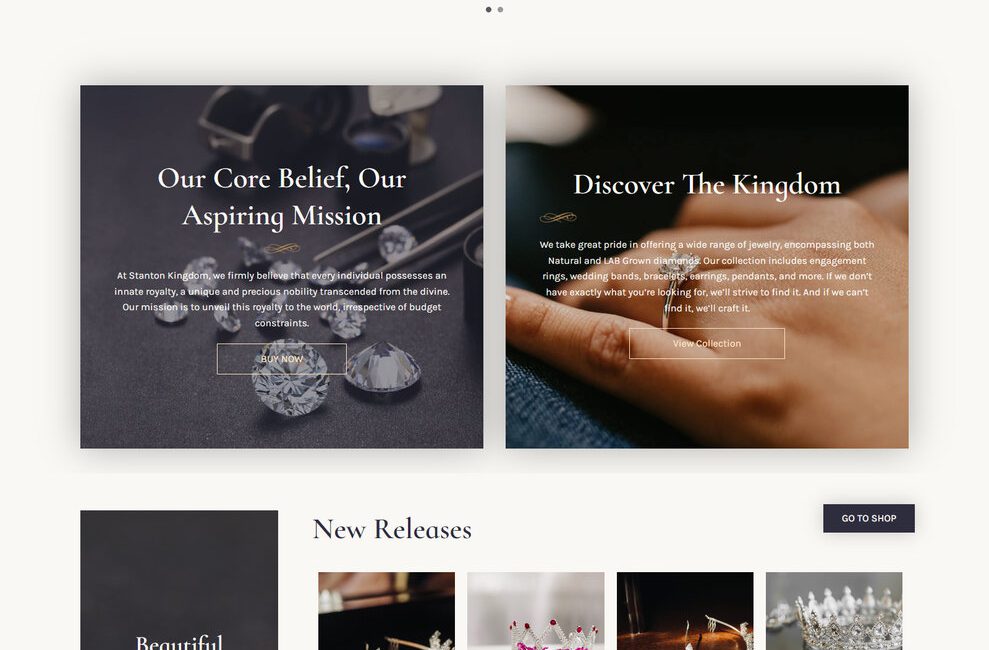 Our Core Belief, Our
Aspiring Mission
At Stanton Kingdom, we firmly believe that every individual possesses an
innate royalty, a unique and precious nobility transcended from the divine.
Our mission is to unveil this royalty to the world, irrespective of budget
constraints.
BUY NOW
Discover The Kingdom
We take great pride in offering a wide range of jewelry, encompassing both
Natural and LAB Grown diamonds. Our collection includes engagement
rings, wedding bands, bracelets, earrings, pendants, and more. If we don't
have exactly what you're looking for, we'll strive to find it. And if we can't
find it, we'll craft it.
View Collection
New Releases
GO TO SHOP
Beautiful